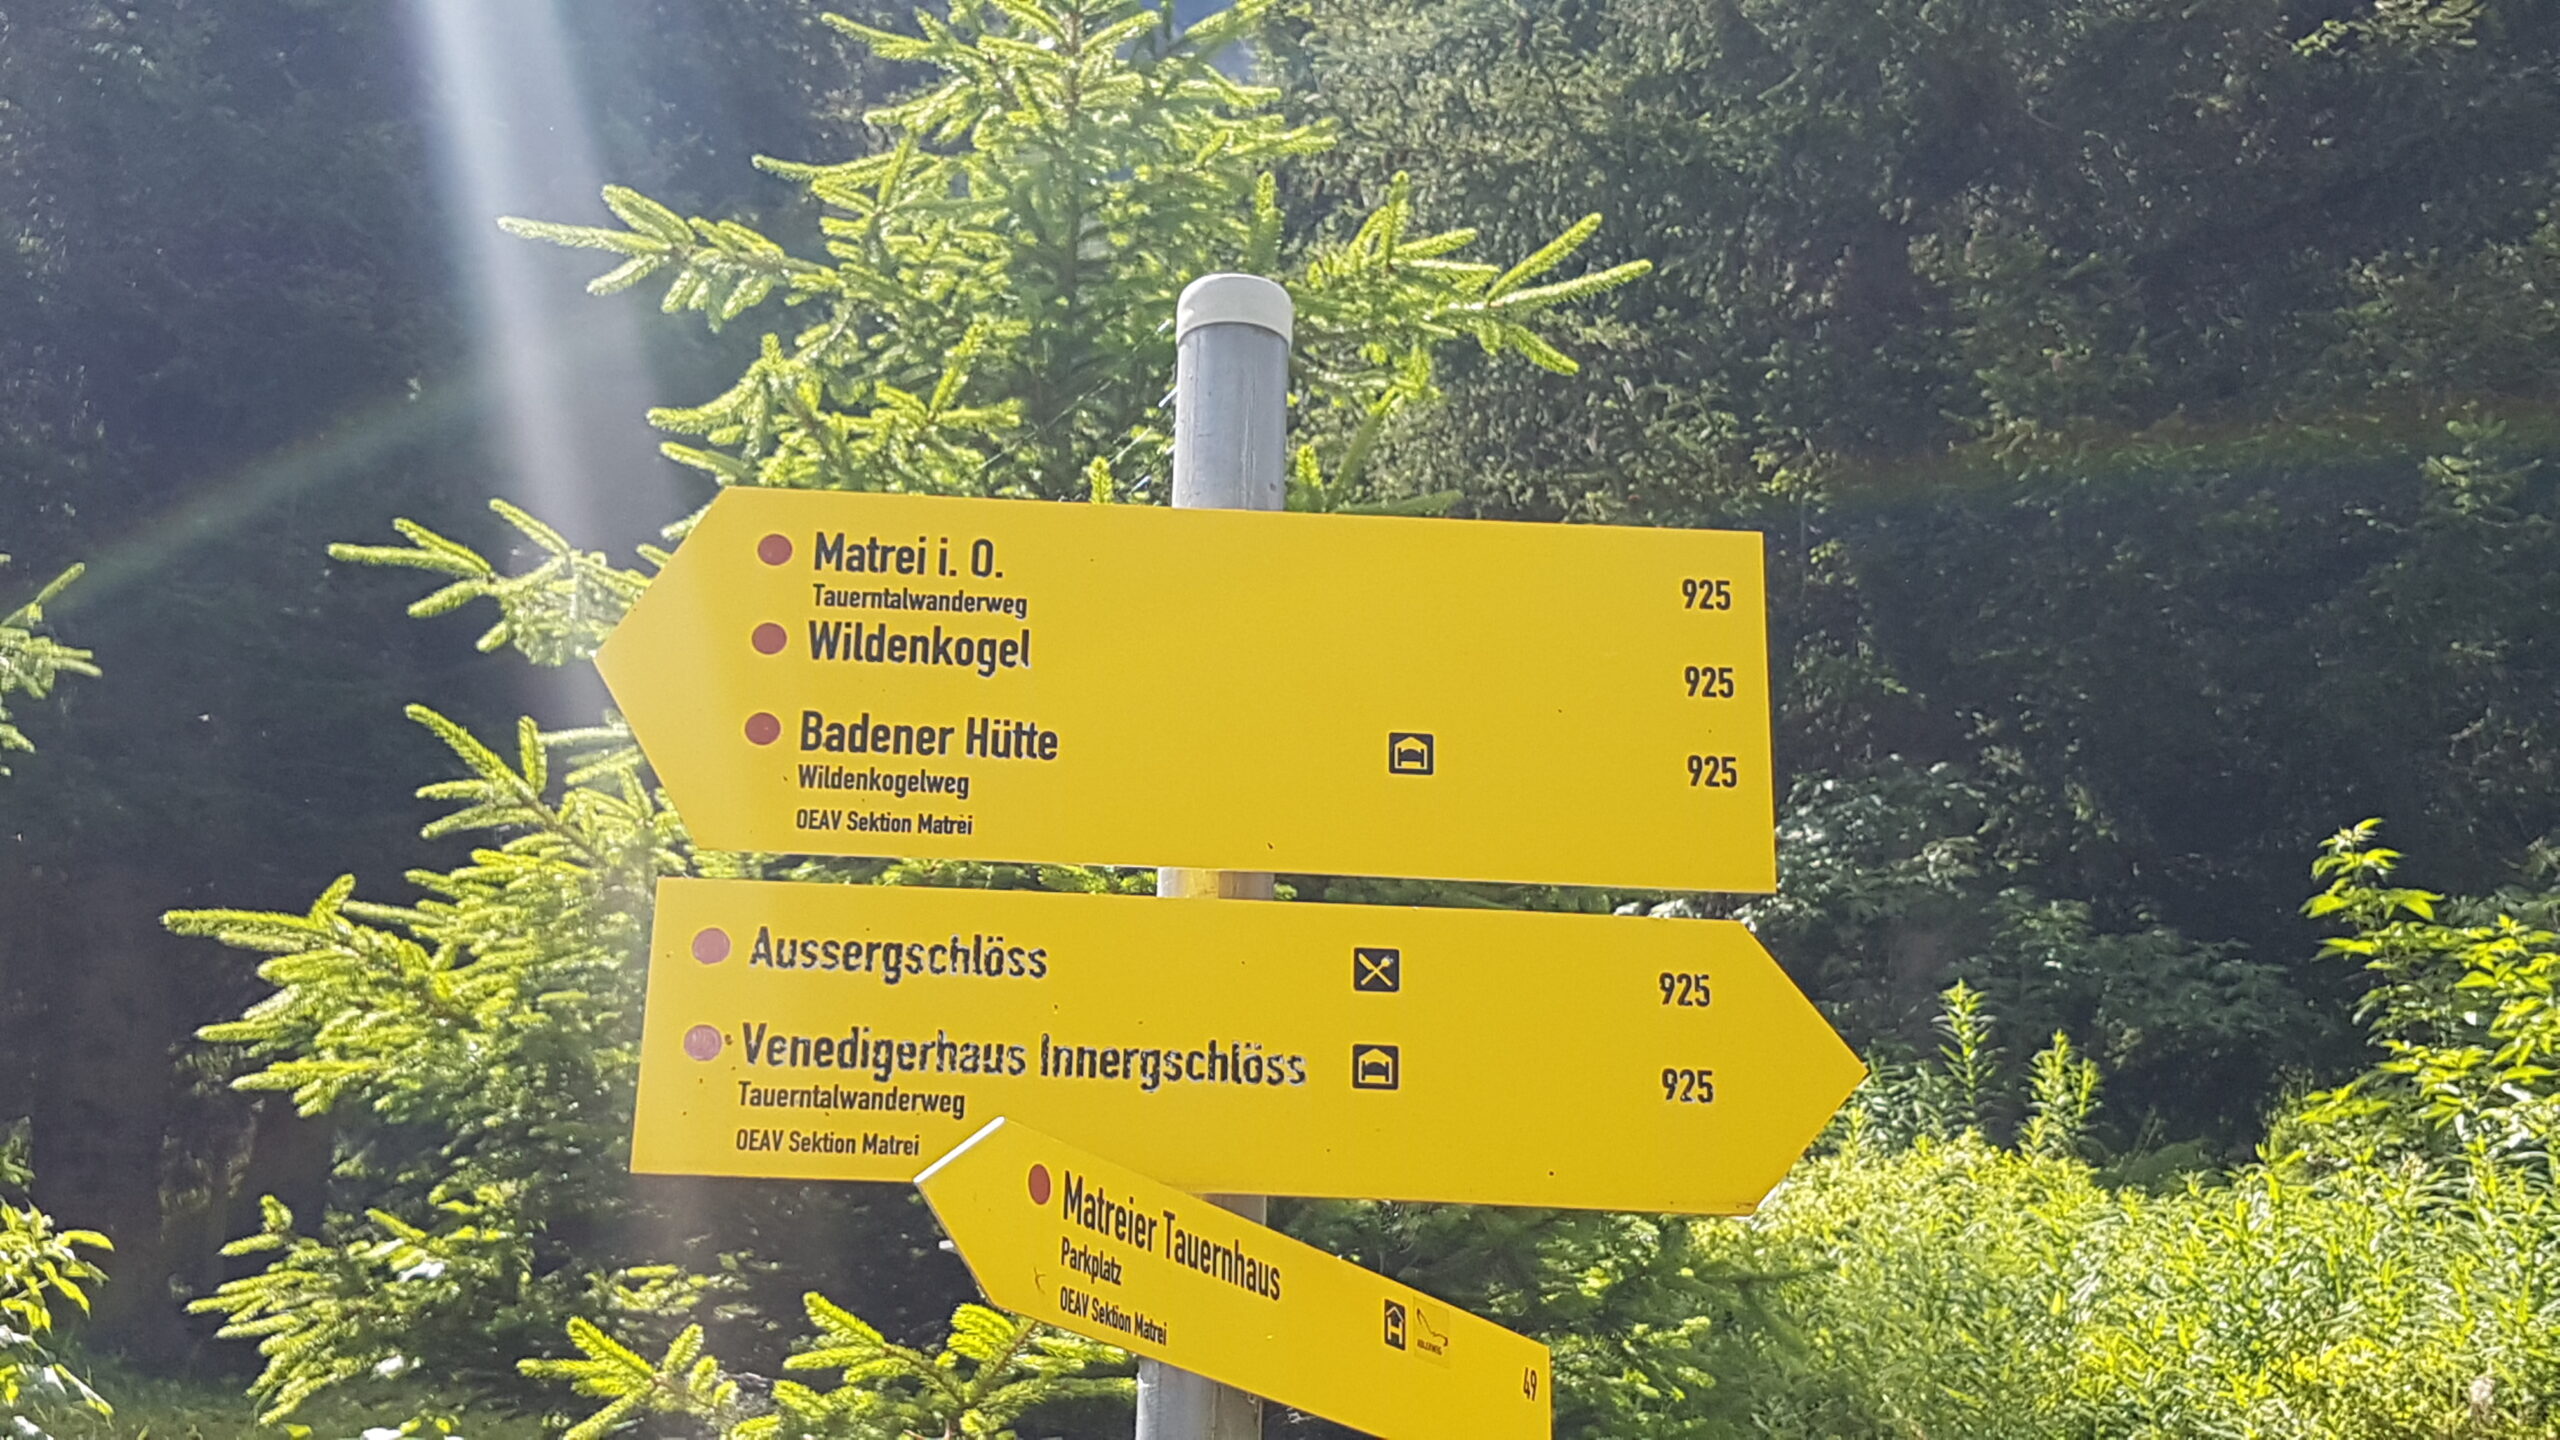 Matrei i. O. 925
Tauerntalwanderweg
Wildenkogel 925
Badener Hütte 925
Wildenkogelweg
OEAV Sektion Matrei
Aussergschlöss 925
Venedigerhaus Innergschlöss 925
Tauerntalwanderweg
OEAV Sektion Matrei
Matreier Tauernhaus 49
Parkplatz
OEAV Sektion Matrei
ADLERWEG